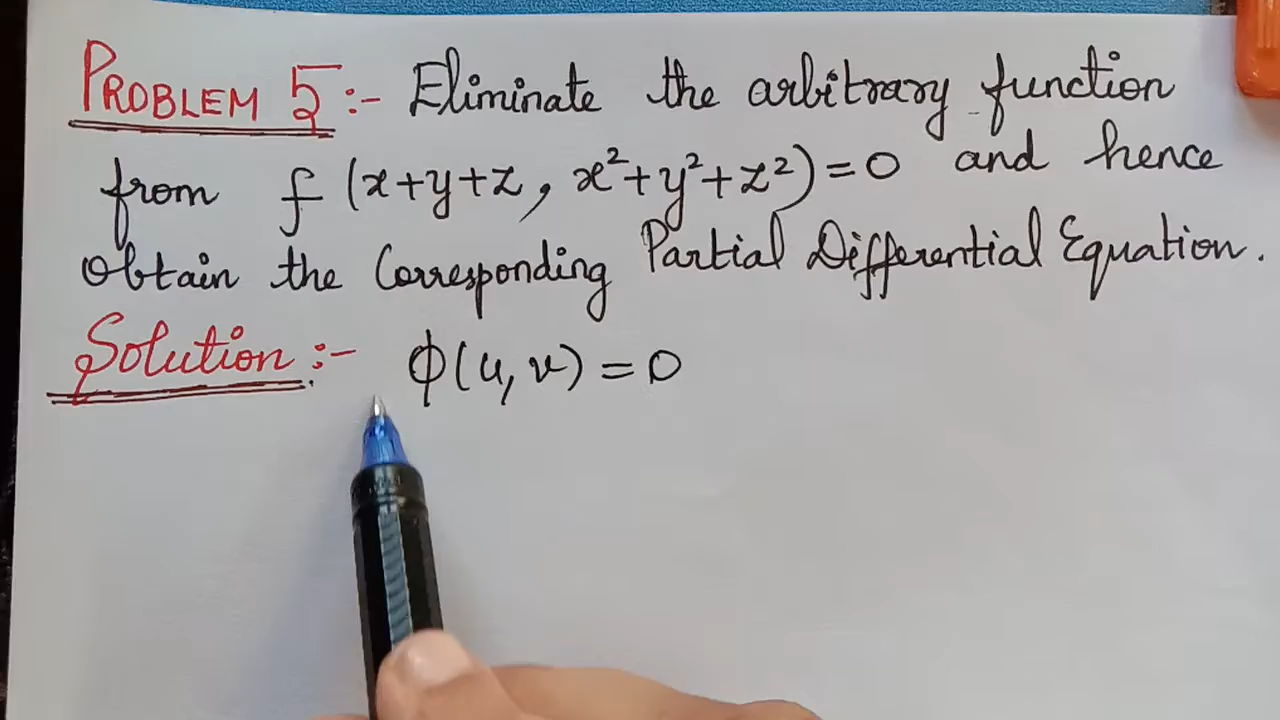 PROBLEM 5:- Eliminate the arbitrary function
from f (x+y+z, x²+y²+z²)=0 and hence
Obtain the Corresponding Partial Differential Equation.
Solution:- ϕ(u, v) = 0